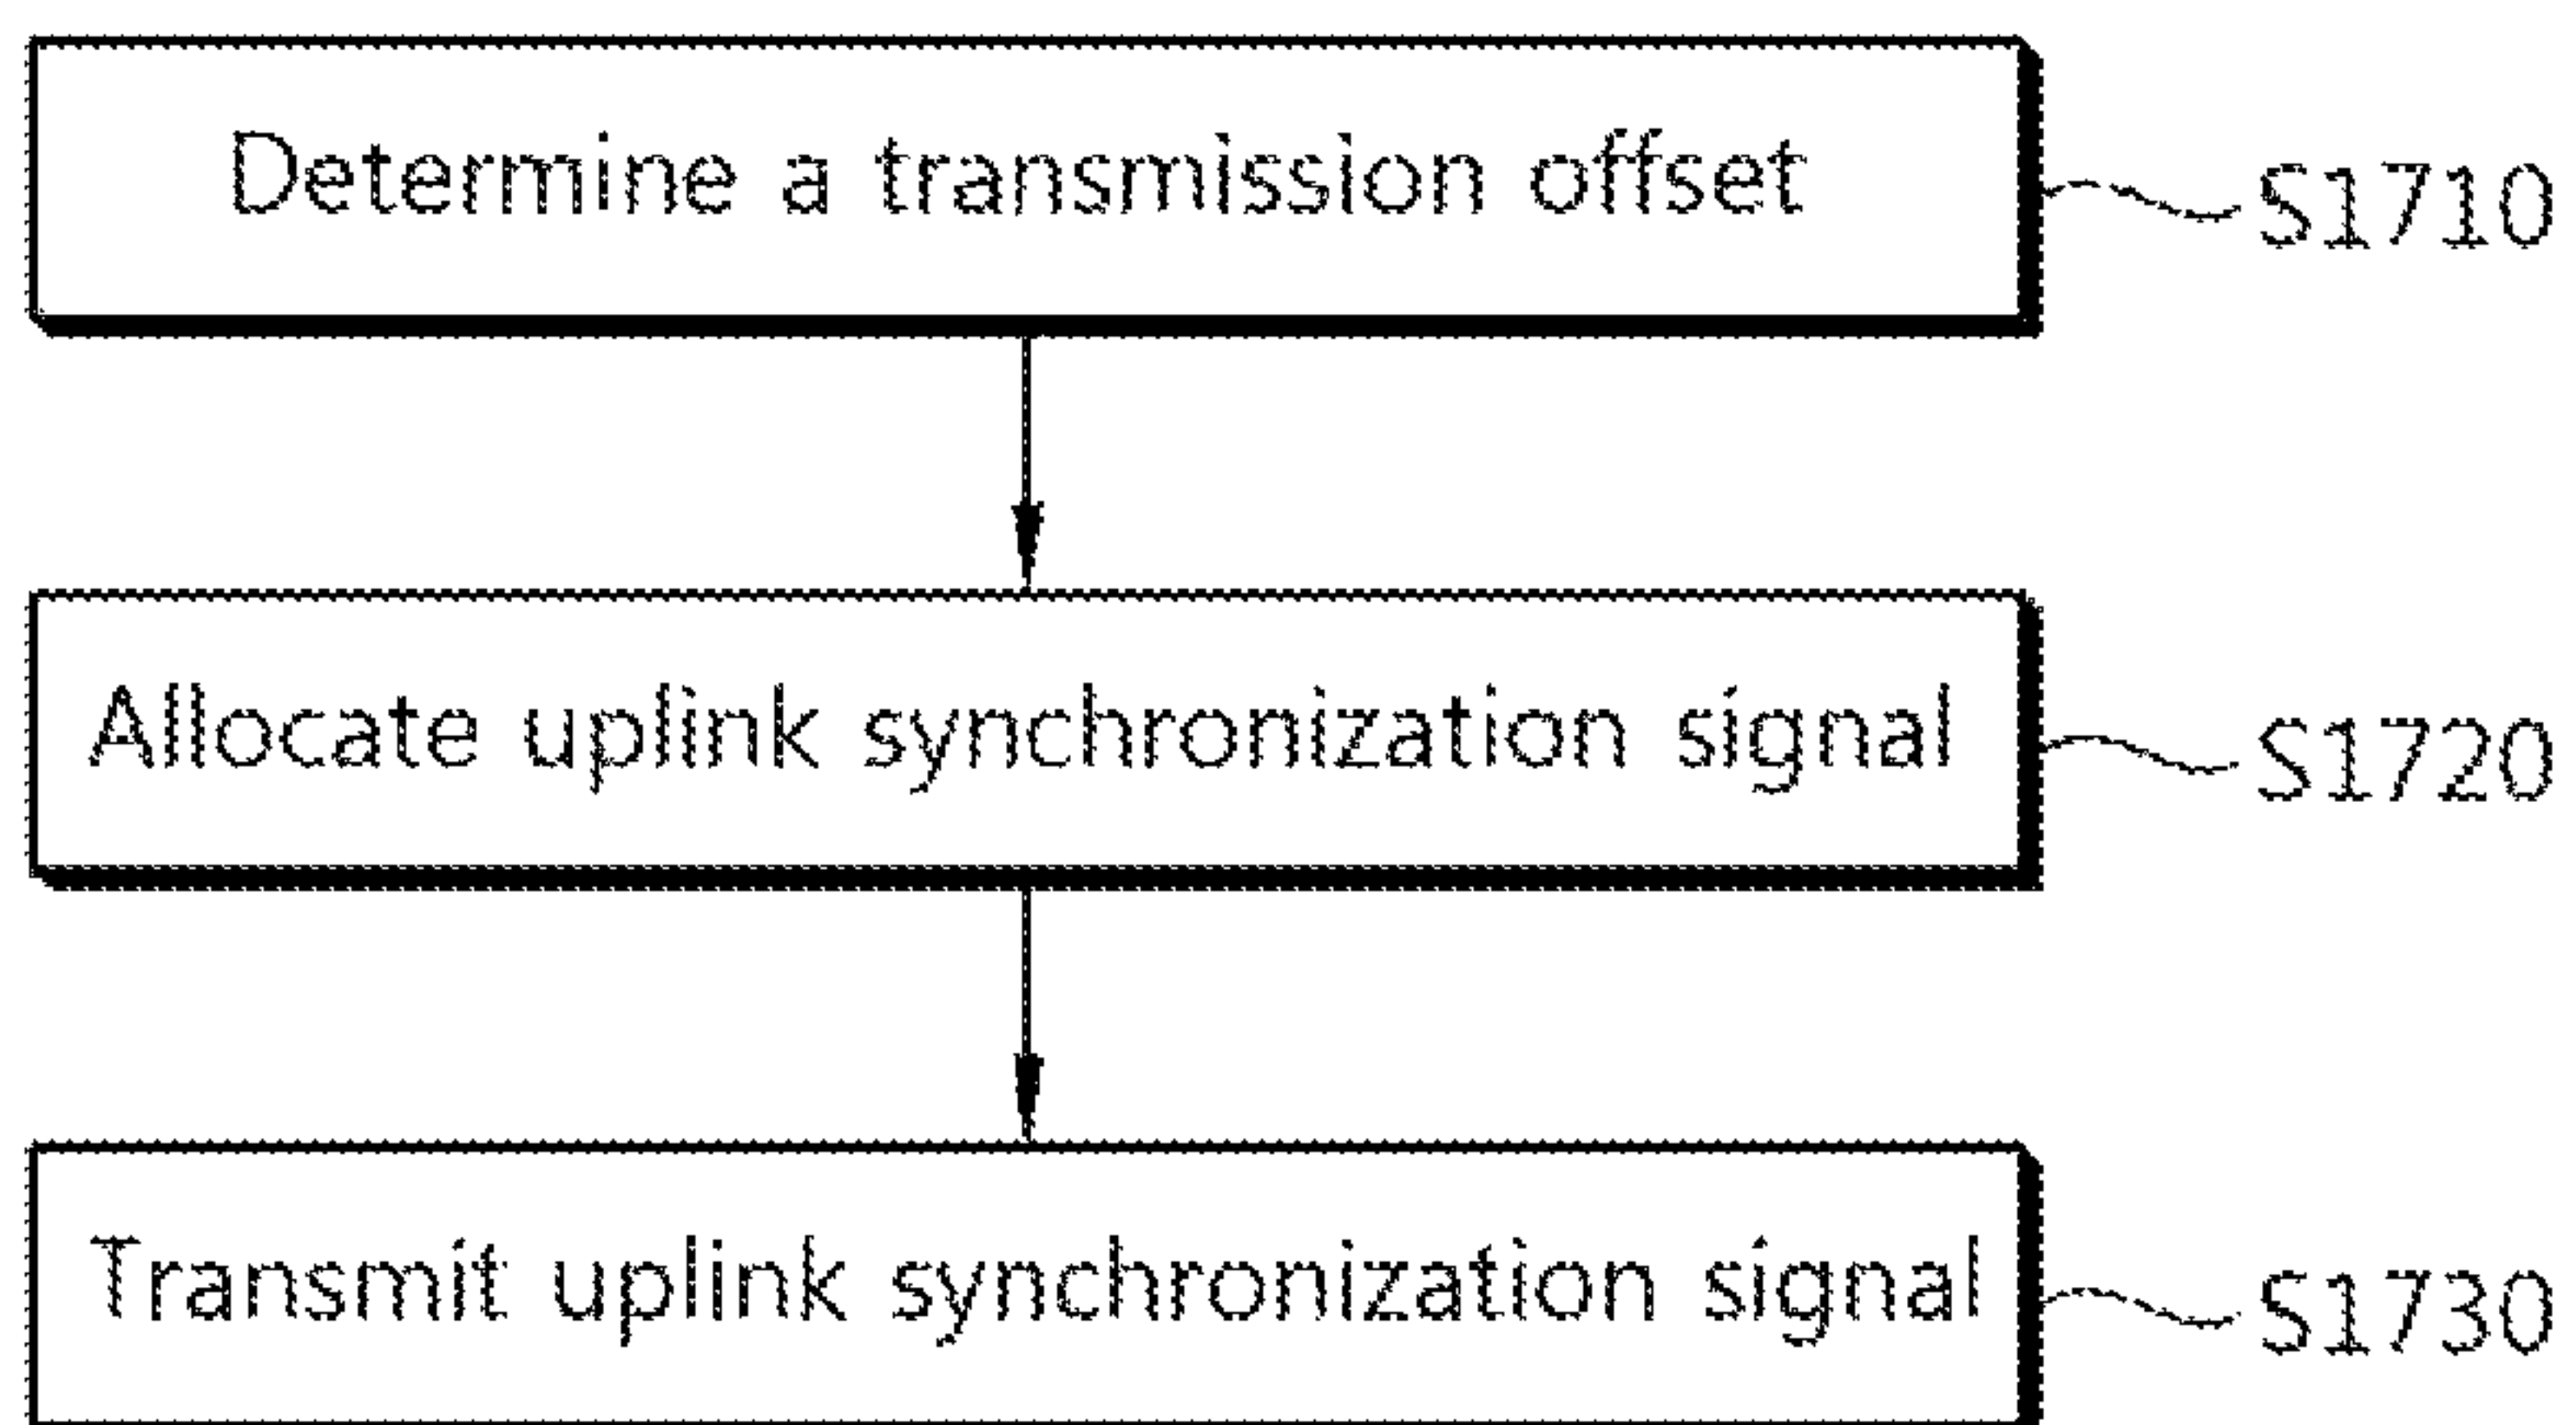 Determine a transmission offset
S1710
Allocate uplink synchronization signal
S1720
Transmit uplink synchronization signal
S1730